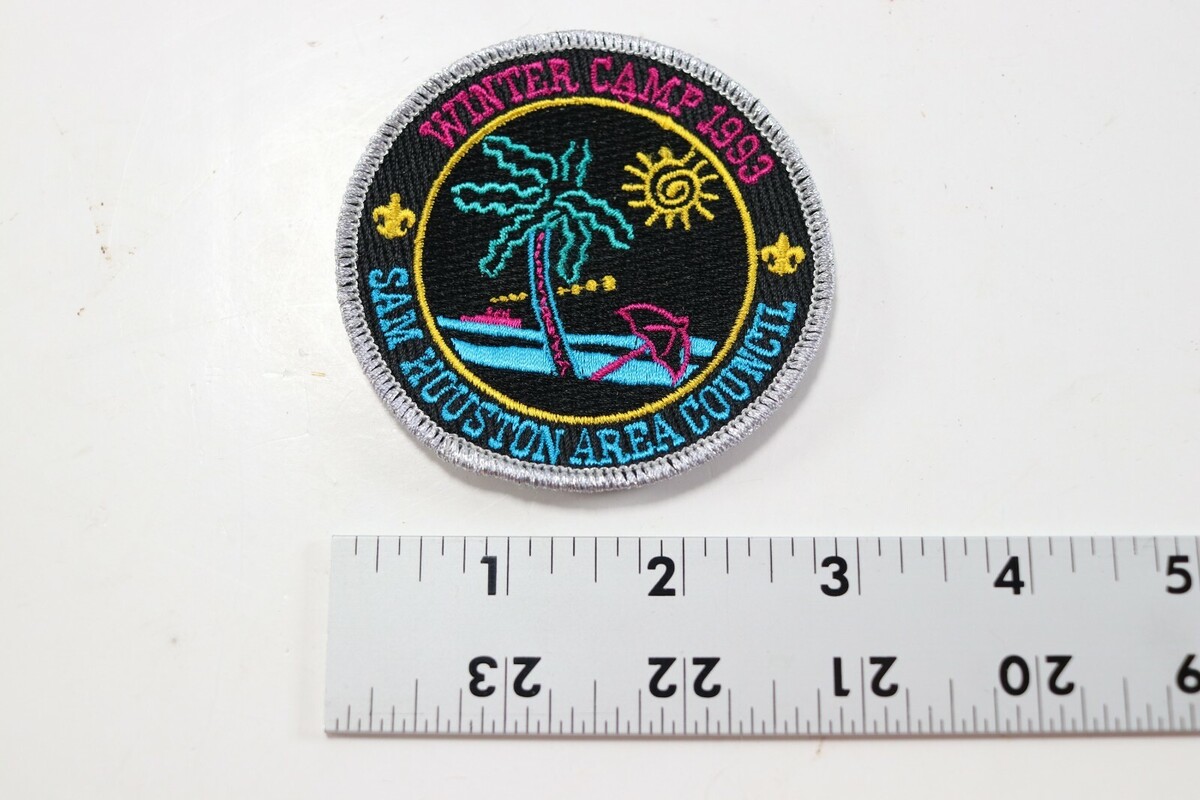 WINTER CAMP 1993
SAM HOUSTON AREA COUNCIL
1 2 3 4 5
23 22 21 20